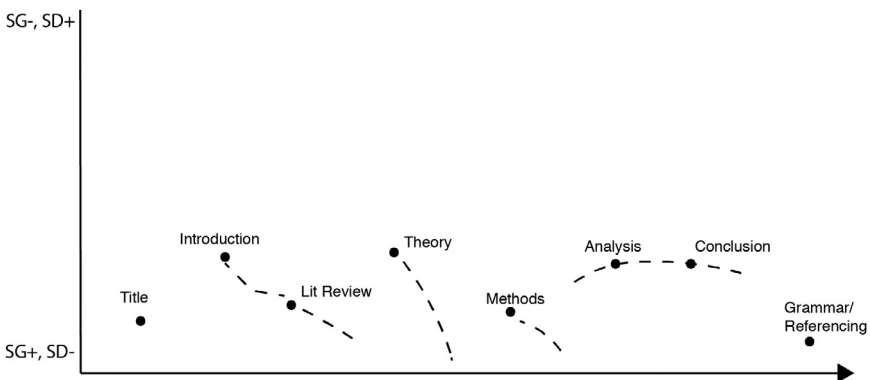 SG-, SD+
Introduction
Theory
Analysis
Conclusion
Title
Lit Review
Methods
Grammar/
Referencing
SG+, SD-